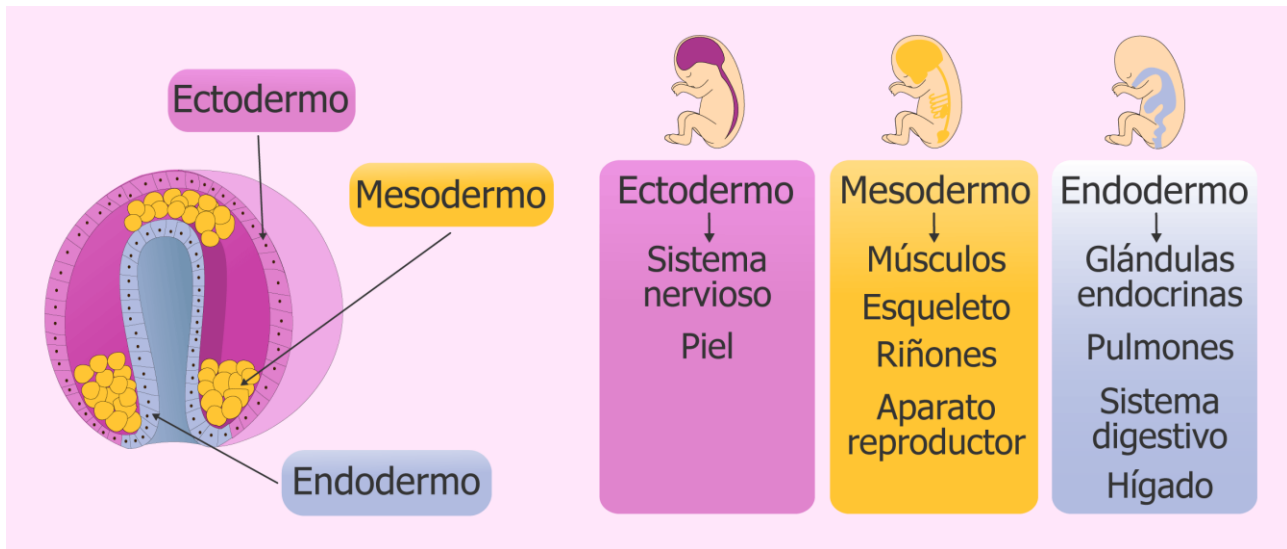 Ectodermo
Mesodermo
Endodermo
Ectodermo
Sistema
nervioso
Piel
Mesodermo
Músculos
Esqueleto
Riñones
Aparato
reproductor
Endodermo
Glándulas
endocrinas
Pulmones
Sistema
digestivo
Hígado